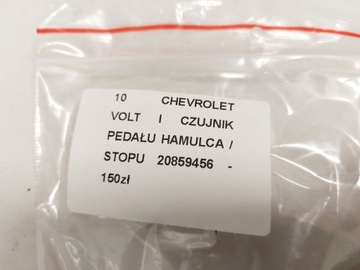 10 CHEVROLET
VOLT I CZUJNIK
PEDAŁU HAMULCA /
STOPU 20859456 -
150zł